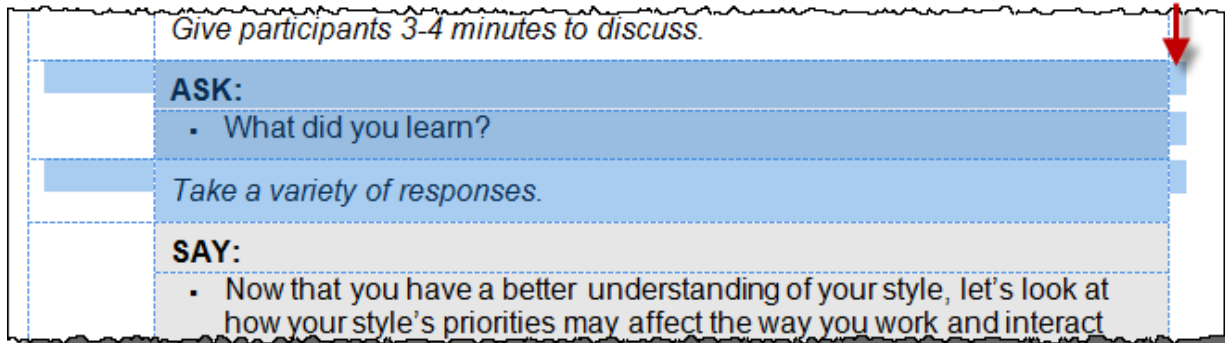 Give participants 3-4 minutes to discuss.
ASK:
▪ What did you learn?
Take a variety of responses.
SAY:
▪ Now that you have a better understanding of your style, let’s look at
how your style’s priorities may affect the way you work and interact